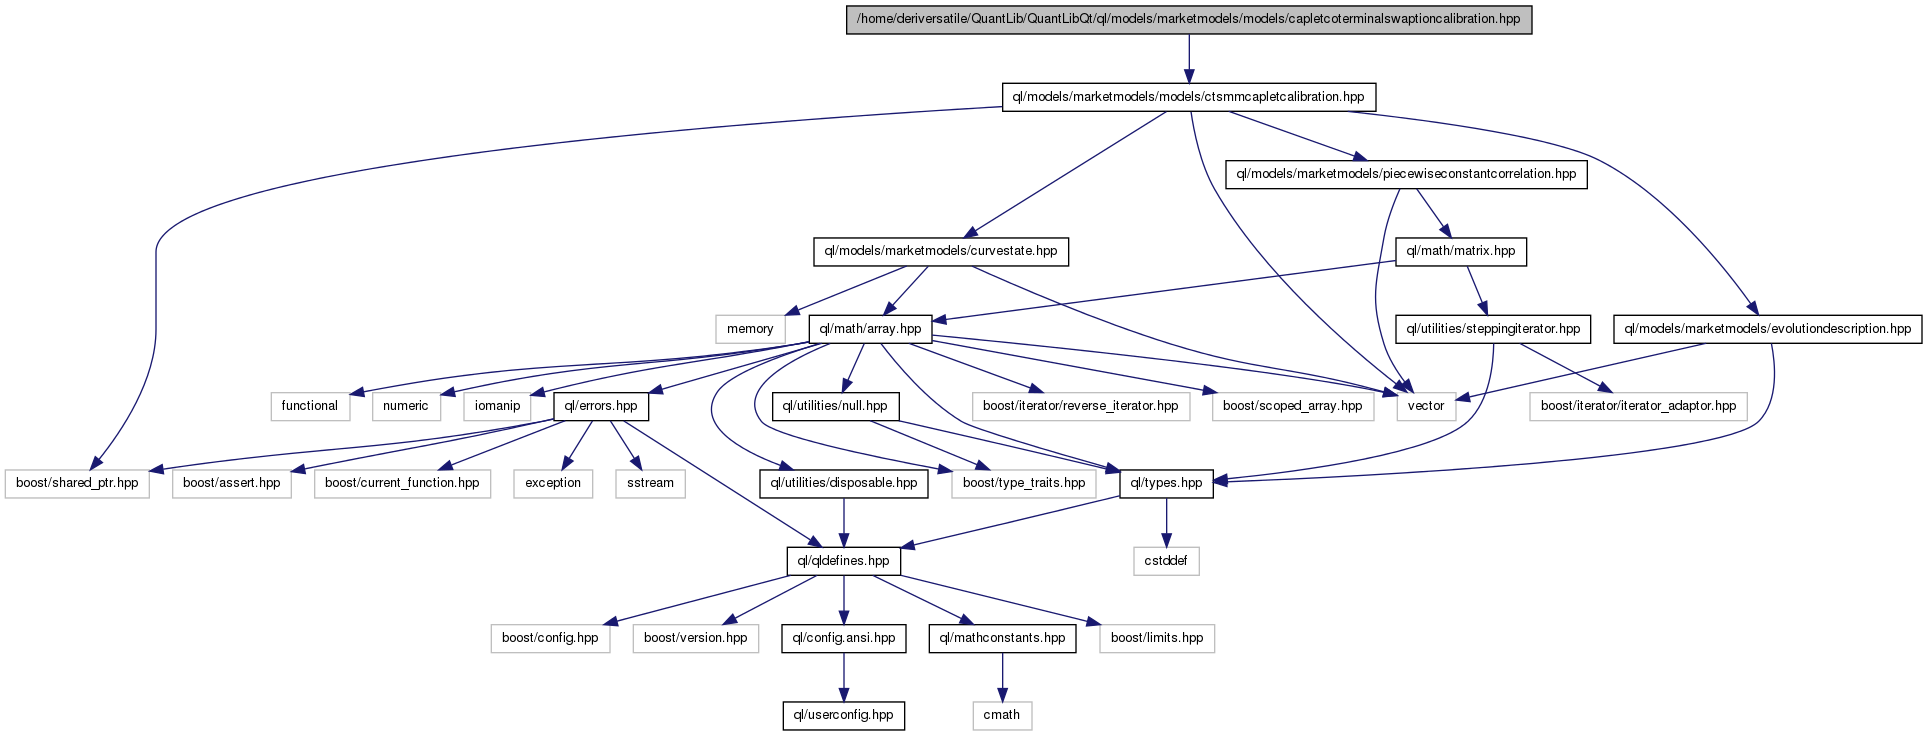 /home/deriversatile/QuantLib/QuantLibQt/ql/models/marketmodels/models/capletcoterminalswaptioncalibration.hpp
ql/models/marketmodels/models/ctsmmcapletcalibration.hpp
ql/models/marketmodels/piecewiseconstantcorrelation.hpp
ql/models/marketmodels/curvestate.hpp
ql/math/matrix.hpp
memory
ql/math/array.hpp
ql/utilities/steppingiterator.hpp
ql/models/marketmodels/evolutiondescription.hpp
functional
numeric
iomanip
ql/errors.hpp
ql/utilities/null.hpp
boost/iterator/reverse_iterator.hpp
boost/scoped_array.hpp
vector
boost/iterator/iterator_adaptor.hpp
boost/shared_ptr.hpp
boost/assert.hpp
boost/current_function.hpp
exception
sstream
ql/utilities/disposable.hpp
boost/type_traits.hpp
ql/types.hpp
ql/qldefines.hpp
cstddef
boost/config.hpp
boost/version.hpp
ql/config.ansi.hpp
ql/mathconstants.hpp
boost/limits.hpp
ql/userconfig.hpp
cmath